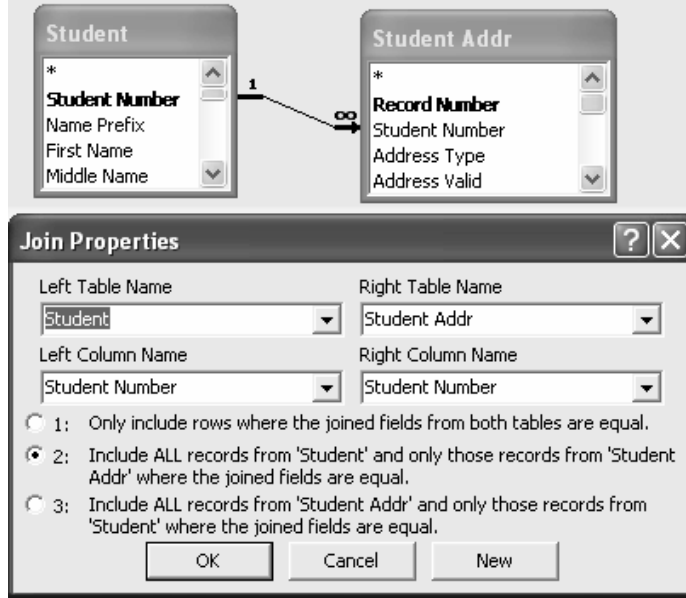 Student
*
Student Number
Name Prefix
First Name
Middle Name
1
∞
Student Addr
*
Record Number
Student Number
Address Type
Address Valid
Join Properties
?
Left Table Name
Right Table Name
Student
Student Addr
Left Column Name
Right Column Name
Student Number
Student Number
1: Only include rows where the joined fields from both tables are equal.
2: Include ALL records from 'Student' and only those records from 'Student
Addr' where the joined fields are equal.
3: Include ALL records from 'Student Addr' and only those records from
'Student' where the joined fields are equal.
OK
Cancel
New